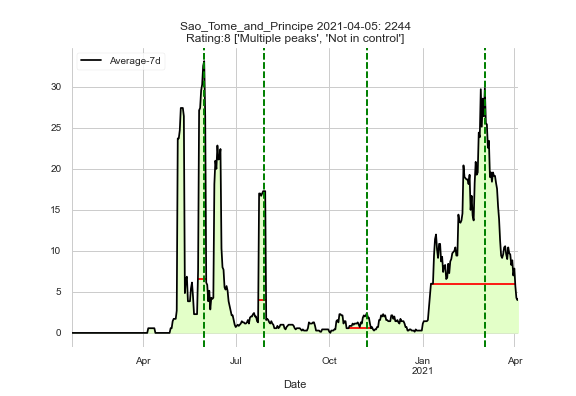 Sao_Tome_and_Principe 2021-04-05: 2244
Rating:8 ['Multiple peaks', 'Not in control']
Average-7d
30
25
20
15
10
5
0
Apr
Jul
Oct
Jan
2021
Apr
Date